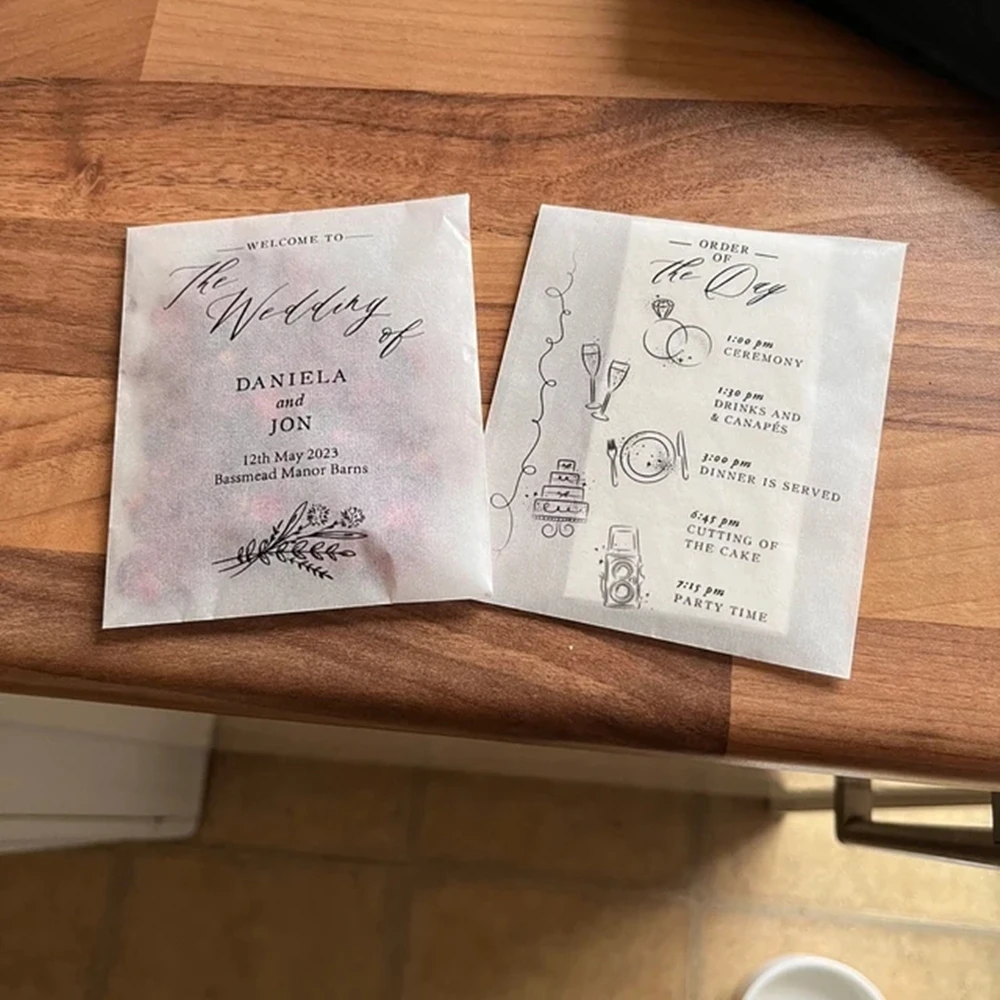 WELCOME TO
The
Wedding
of
DANIELA
and
JON
12th May 2023
Bassmead Manor Barns
ORDER
OF
the Day
1:00 pm
CEREMONY
1:30 pm
DRINKS AND
& CANAPÉS
3:00 pm
DINNER IS SERVED
6:45 pm
CUTTING OF
THE CAKE
7:15 pm
PARTY TIME